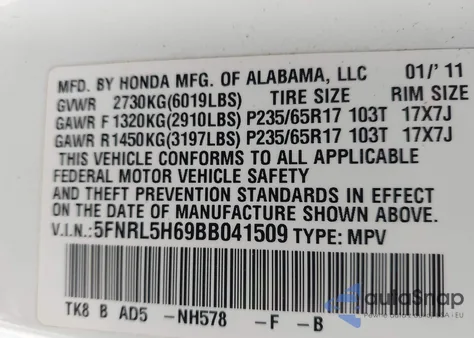 MFD. BY HONDA MFG. OF ALABAMA, LLC 01/'11
GVWR 2730KG(6019LBS) TIRE SIZE RIM SIZE
GAWR F 1320KG(2910LBS) P235/65R17 103T 17X7J
GAWR R1450KG(3197LBS) P235/65R17 103T 17X7J
THIS VEHICLE CONFORMS TO ALL APPLICABLE
FEDERAL MOTOR VEHICLE SAFETY
AND THEFT PREVENTION STANDARDS IN EFFECT
ON THE DATE OF MANUFACTURE SHOWN ABOVE.
V.I.N.:5FNRL5H69BB041509 TYPE: MPV
TK8 B AD5 -NH578 -F -B
autoSnap